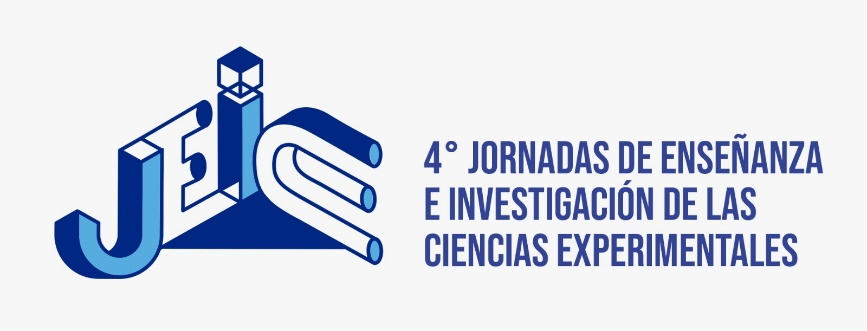 JEIC
4° JORNADAS DE ENSEÑANZA
E INVESTIGACIÓN DE LAS
CIENCIAS EXPERIMENTALES